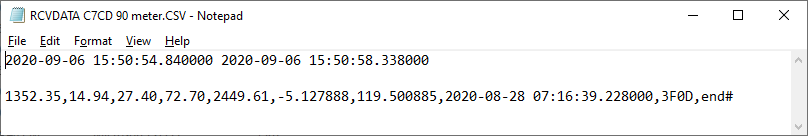 RCVDATA C7CD 90 meter.CSV - Notepad
File Edit Format View Help
2020-09-06 15:50:54.840000 2020-09-06 15:50:58.338000
1352.35,14.94,27.40,72.70,2449.61,-5.127888,119.500885,2020-08-28 07:16:39.228000,3F0D,end#